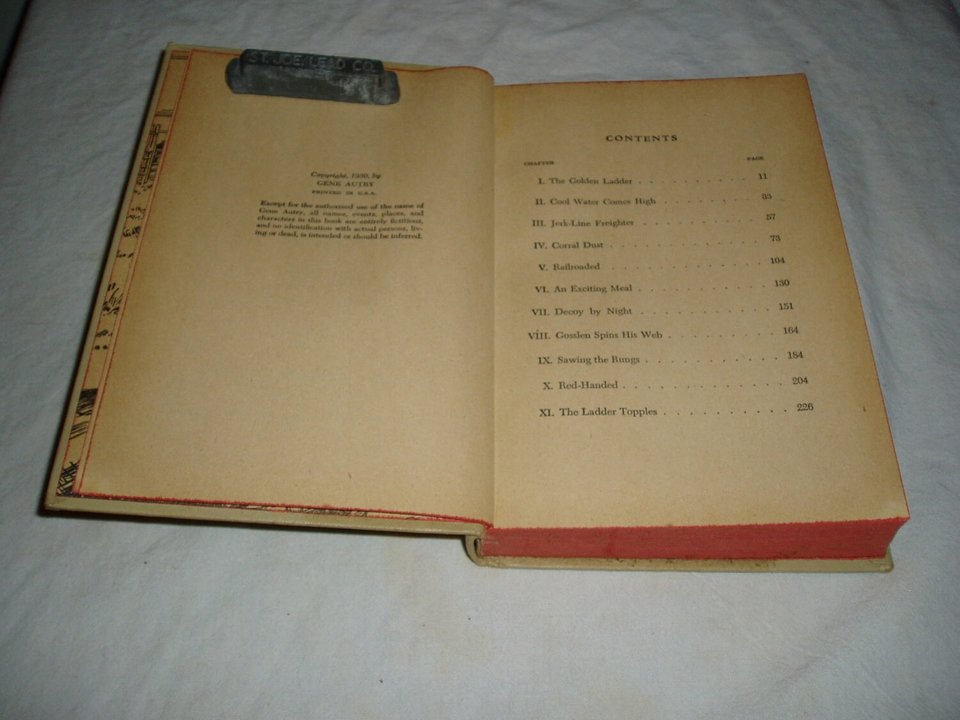 ST. JOE LEAD CO.
Copyright, 1950, by
GENE AUTRY
PRINTED IN U.S.A.
Except for the authorized use of the name of
Gene Autry, all names, events, places, and
characters in this book are entirely fictitious,
and no identification with actual persons, liv-
ing or dead, is intended or should be inferred.
CONTENTS
CHAPTER PAGE
I. The Golden Ladder . . . . . . . . . . 11
II. Cool Water Comes High . . . . . . . . 33
III. Jerk-Line Freighter . . . . . . . . . . 57
IV. Corral Dust . . . . . . . . . . . . . 73
V. Railroaded . . . . . . . . . . . . . 104
VI. An Exciting Meal . . . . . . . . . . . 130
VII. Decoy by Night . . . . . . . . . . . 151
VIII. Gosslen Spins His Web . . . . . . . . 164
IX. Sawing the Rungs . . . . . . . . . . 184
X. Red-Handed . . . . . . . . . . . . . 204
XI. The Ladder Topples . . . . . . . . . . 226